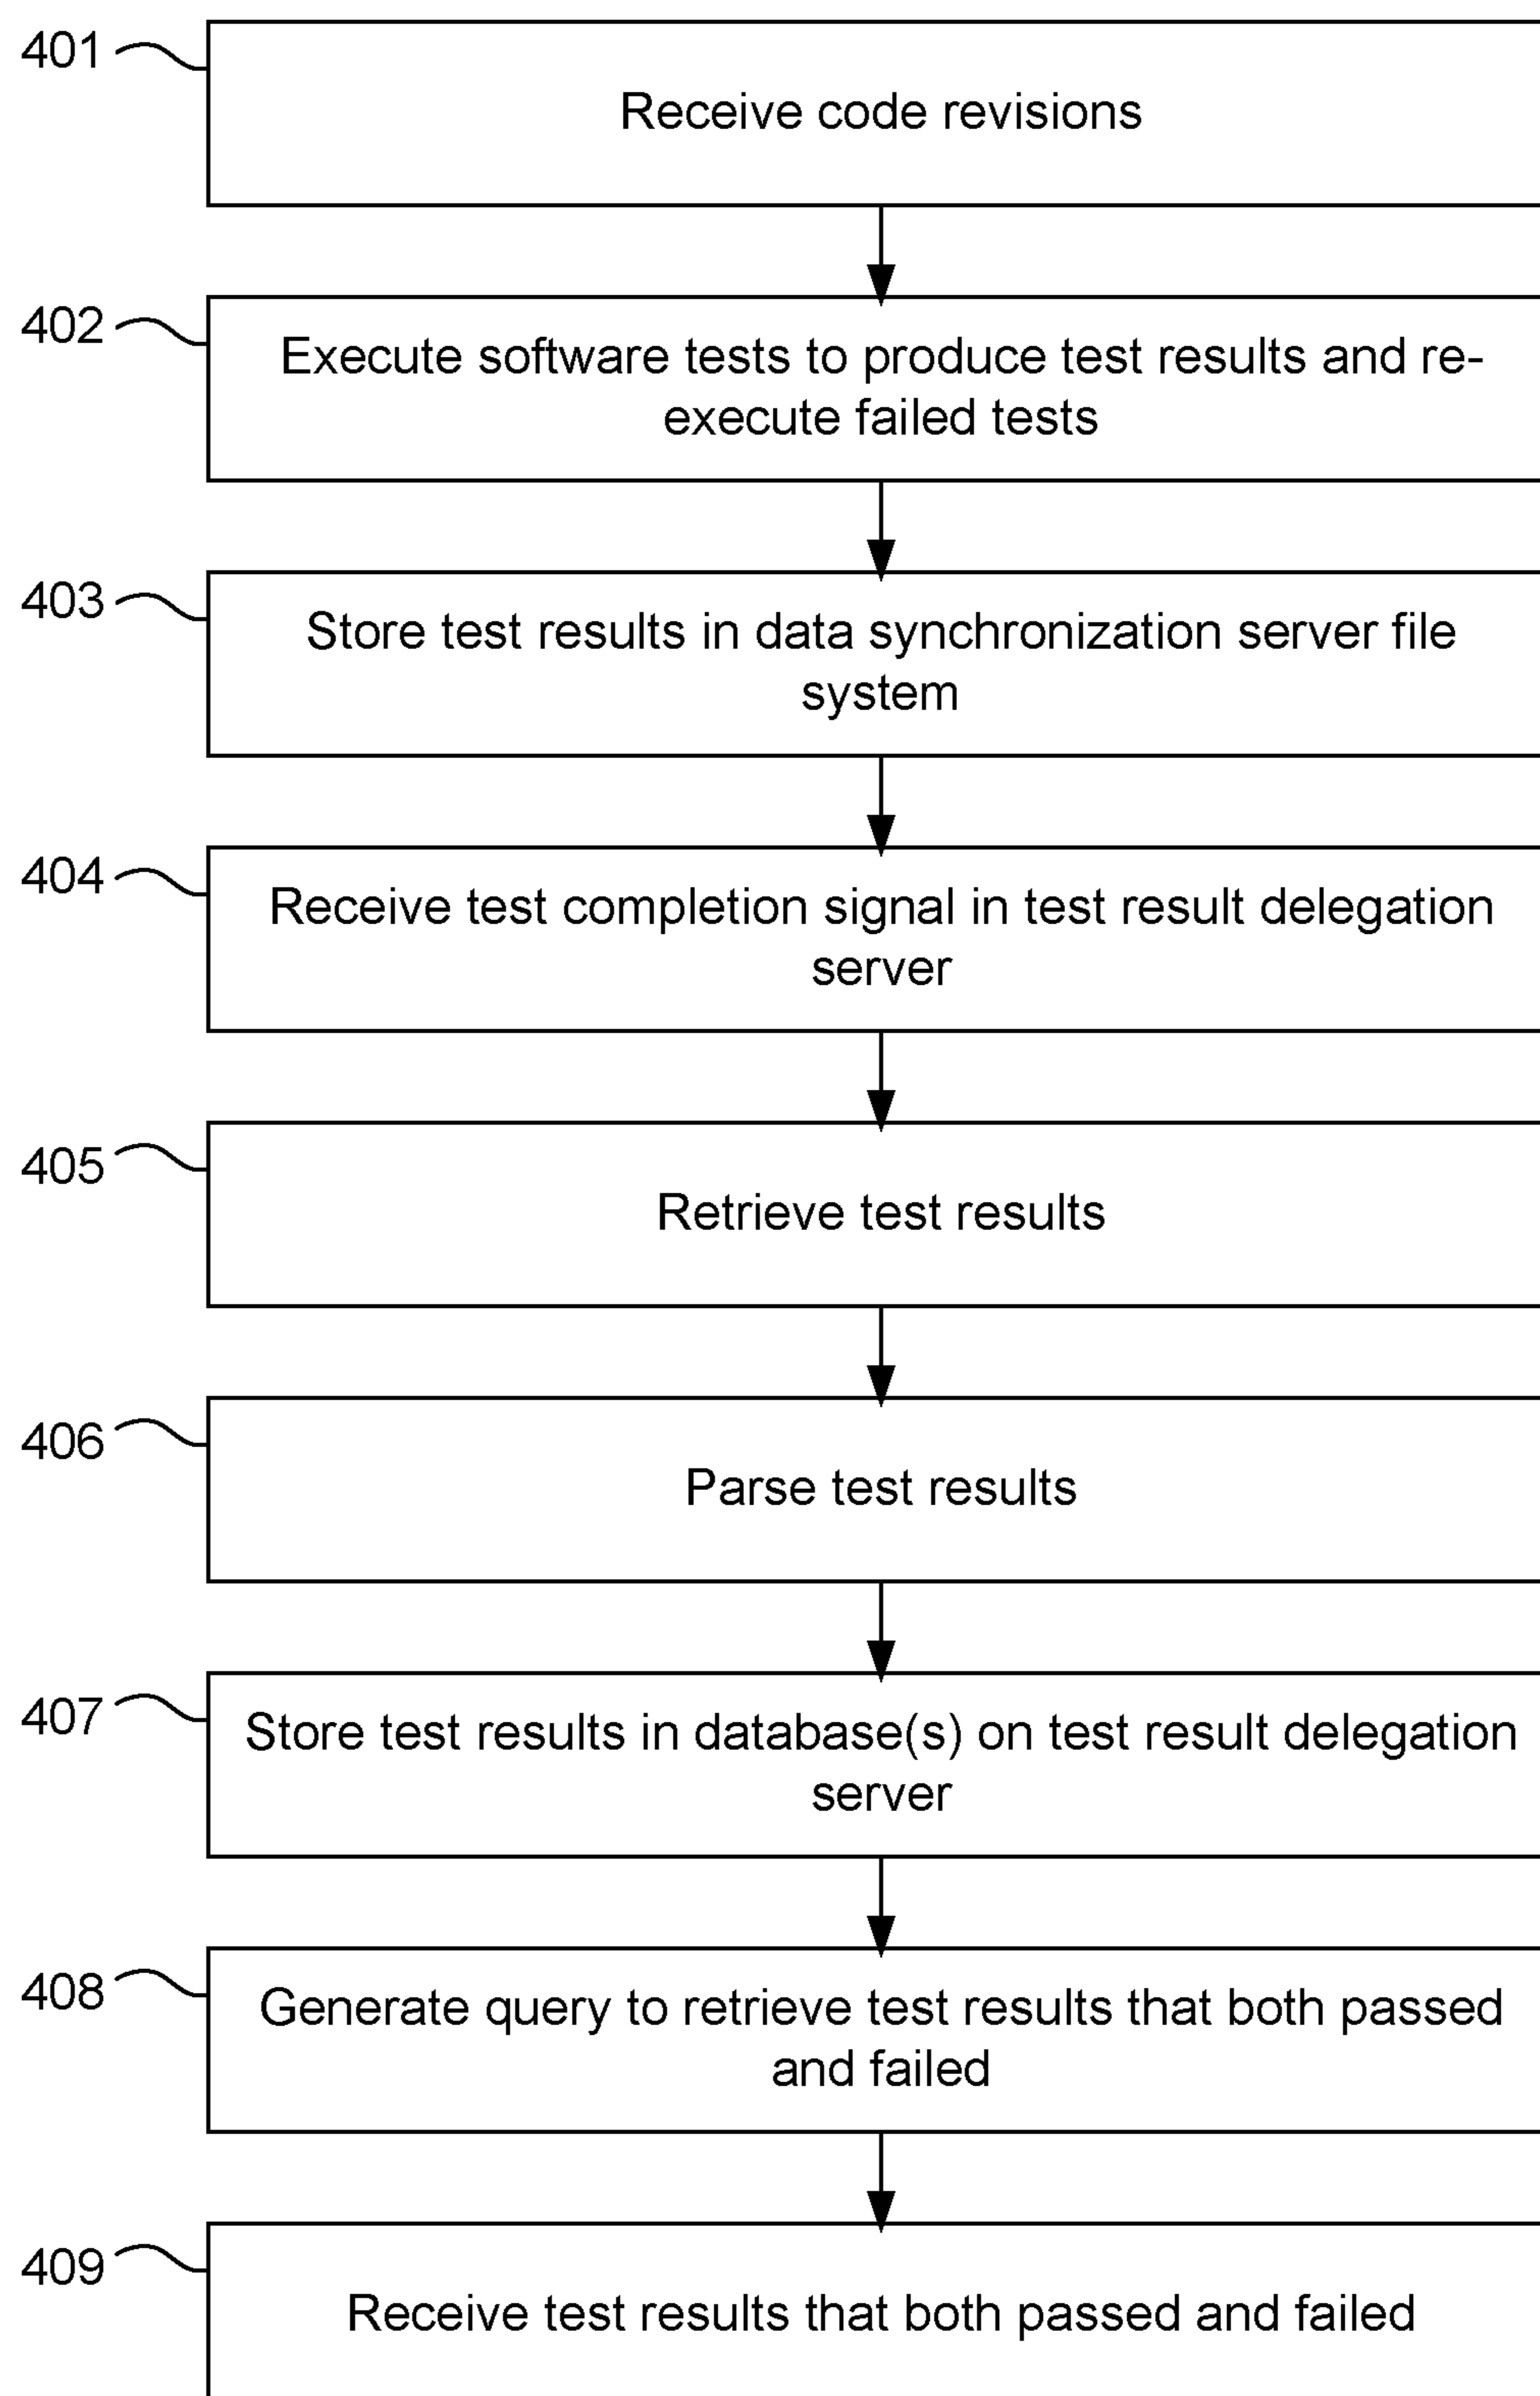 401
Receive code revisions
402
Execute software tests to produce test results and re-
execute failed tests
403
Store test results in data synchronization server file
system
404
Receive test completion signal in test result delegation
server
405
Retrieve test results
406
Parse test results
407
Store test results in database(s) on test result delegation
server
408
Generate query to retrieve test results that both passed
and failed
409
Receive test results that both passed and failed